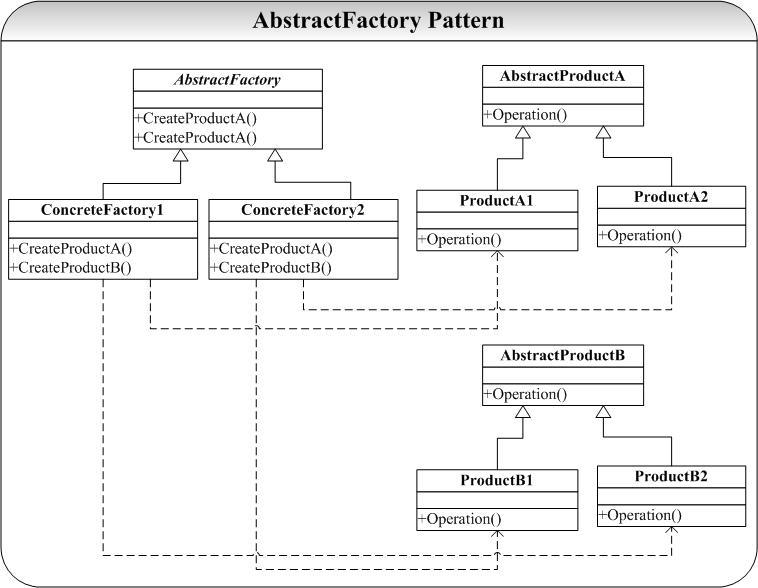 AbstractFactory Pattern
AbstractFactory
+CreateProductA()
+CreateProductA()
AbstractProductA
+Operation()
ConcreteFactory1
+CreateProductA()
+CreateProductB()
ConcreteFactory2
+CreateProductA()
+CreateProductB()
ProductA1
+Operation()
ProductA2
+Operation()
AbstractProductB
+Operation()
ProductB1
+Operation()
ProductB2
+Operation()